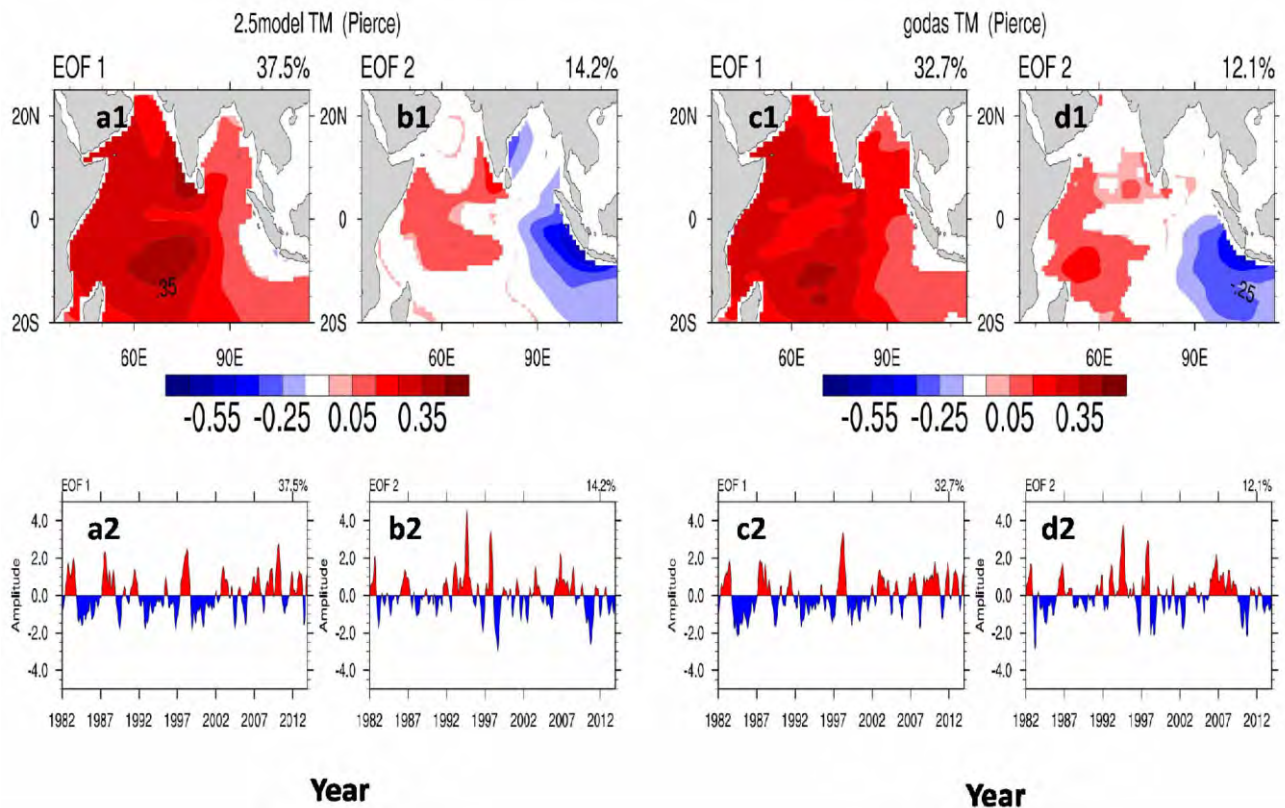 2.5model TM (Pierce)
godas TM (Pierce)
EOF 1 37.5%
EOF 2 14.2%
EOF 1 32.7%
EOF 2 12.1%
a1
b1
c1
d1
20N
0
20S
20N
0
20S
20N
0
20S
20N
0
20S
.35
-.25
60E 90E
60E 90E
60E 90E
60E 90E
-0.55 -0.25 0.05 0.35
-0.55 -0.25 0.05 0.35
EOF 1 37.5%
EOF 2 14.2%
EOF 1 32.7%
EOF 2 12.1%
1982 1987 1992 1997 2002 2007 2012
a2
b2
c2
d2
Amplitude
4.0
2.0
0.0
-2.0
-4.0
Amplitude
4.0
2.0
0.0
-2.0
-4.0
Amplitude
4.0
2.0
0.0
-2.0
-4.0
Amplitude
4.0
2.0
0.0
-2.0
-4.0
1982 1987 1992 1997 2002 2007 2012
1982 1987 1992 1997 2002 2007 2012
1982 1987 1992 1997 2002 2007 2012
Year
Year